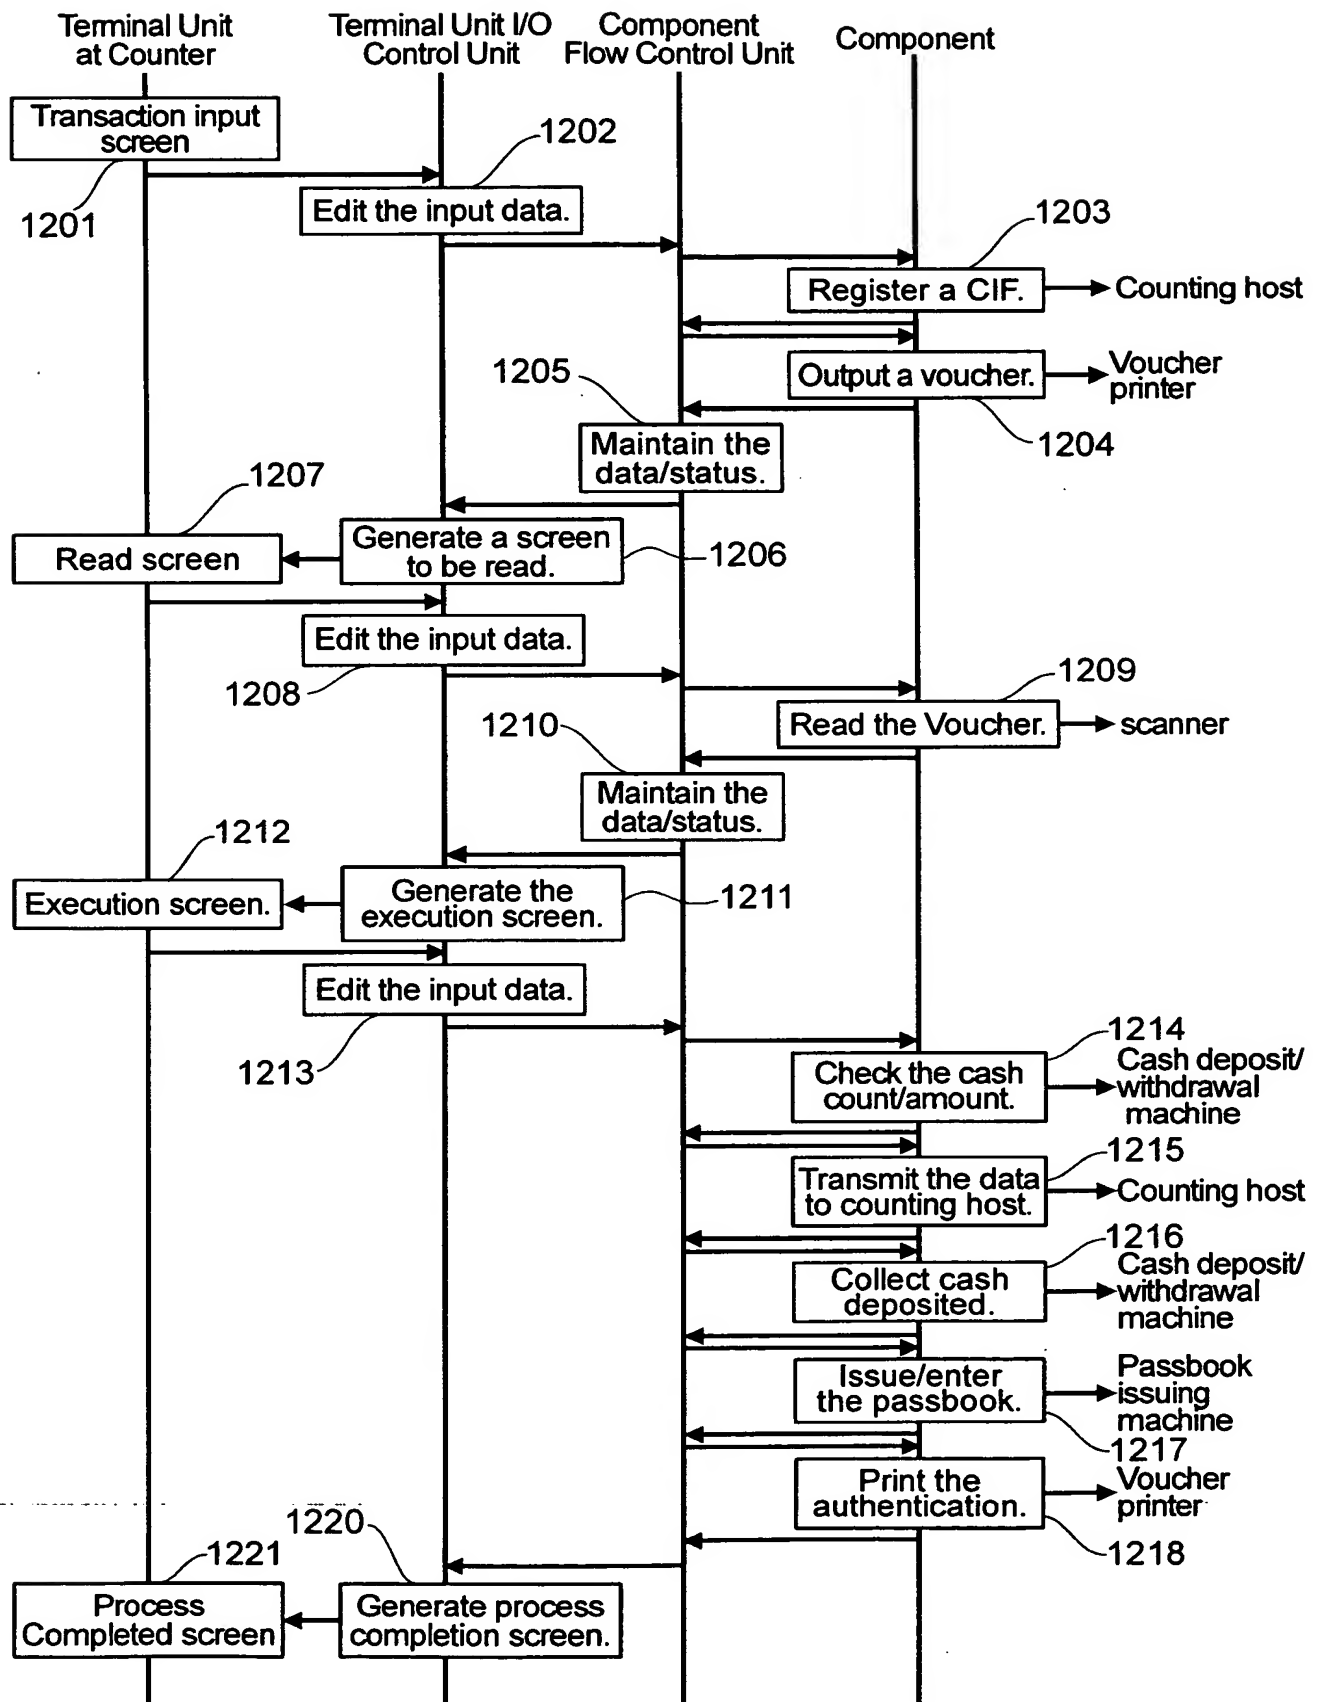 Terminal Unit
at Counter
Terminal Unit I/O
Control Unit
Component
Flow Control Unit
Component
Transaction input
screen
1201
1202
Edit the input data.
1203
Register a CIF.
Counting host
Output a voucher.
Voucher
printer
1204
1205
Maintain the
data/status.
1207
Read screen
Generate a screen
to be read.
1206
Edit the input data.
1208
1209
Read the Voucher.
scanner
1210
Maintain the
data/status.
1212
Execution screen.
Generate the
execution screen.
1211
Edit the input data.
1213
1214
Check the cash
count/amount.
Cash deposit/
withdrawal
machine
1215
Transmit the data
to counting host.
Counting host
1216
Collect cash
deposited.
Cash deposit/
withdrawal
machine
Issue/enter
the passbook.
Passbook
issuing
machine
1217
Print the
authentication.
Voucher
printer
1218
1220
1221
Process
Completed screen
Generate process
completion screen.